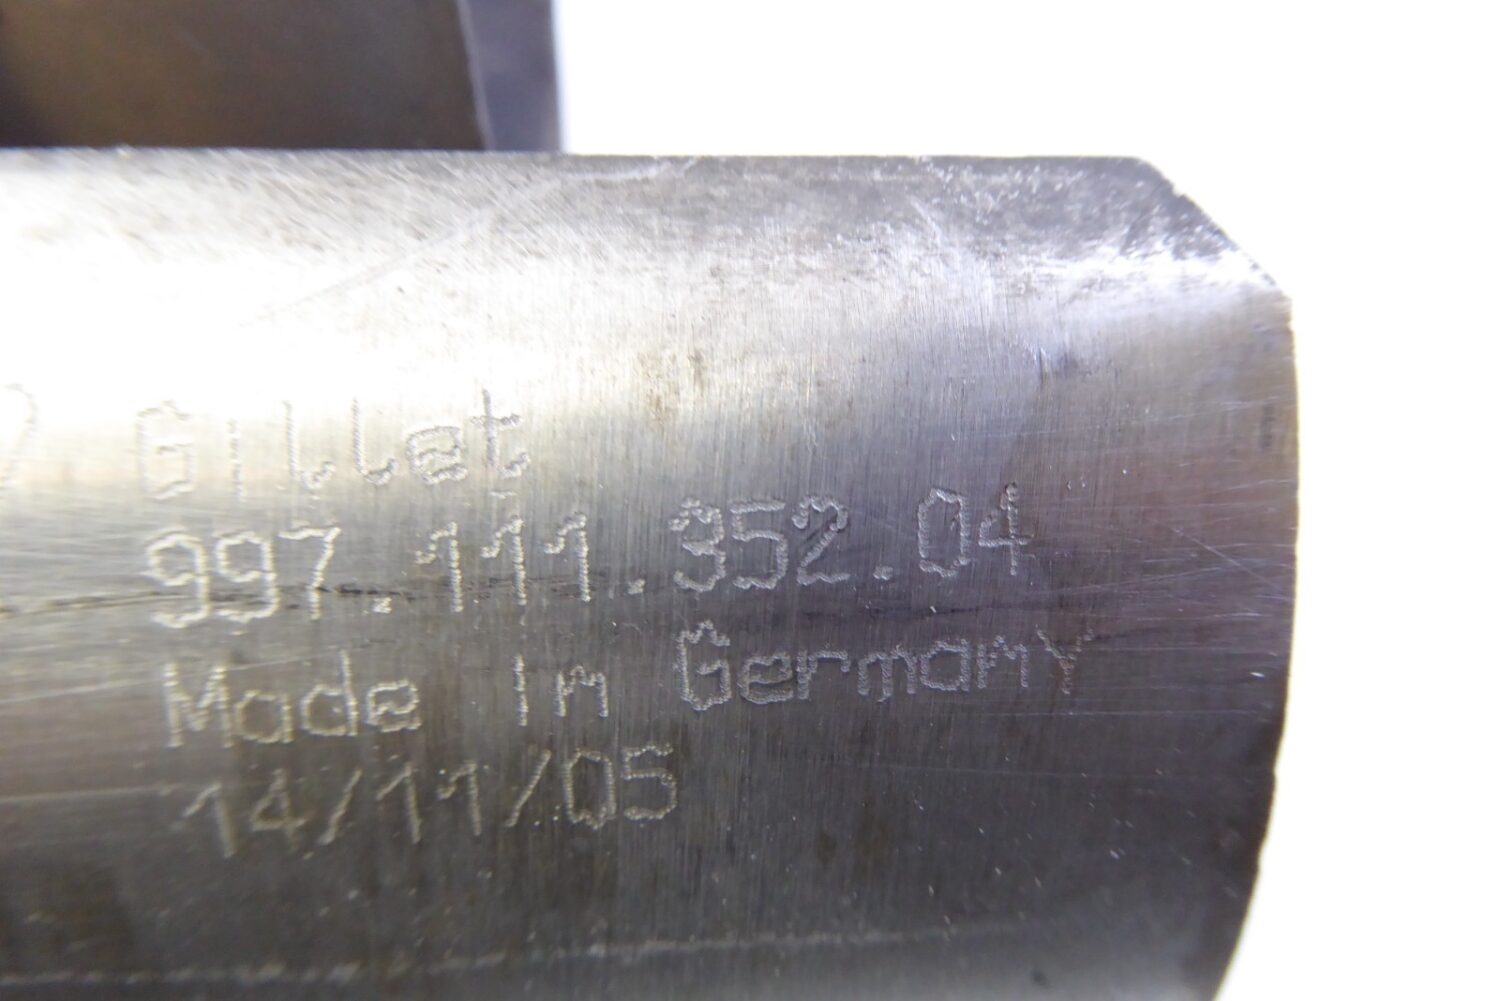 Gillet
997.111.352.04
Made in Germany
14/11/05